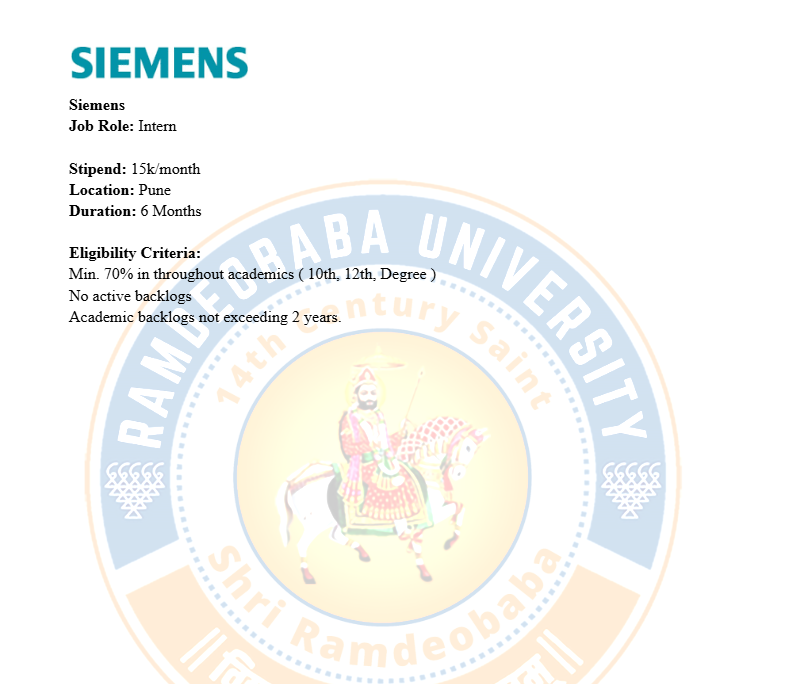 SIEMENS
Siemens
Job Role: Intern
Stipend: 15k/month
Location: Pune
Duration: 6 Months
Eligibility Criteria:
Min. 70% in throughout academics ( 10th, 12th, Degree )
No active backlogs
Academic backlogs not exceeding 2 years.
RAMDEOBABA UNIVERSITY
14th Century Saint
Shri Ramdeobaba